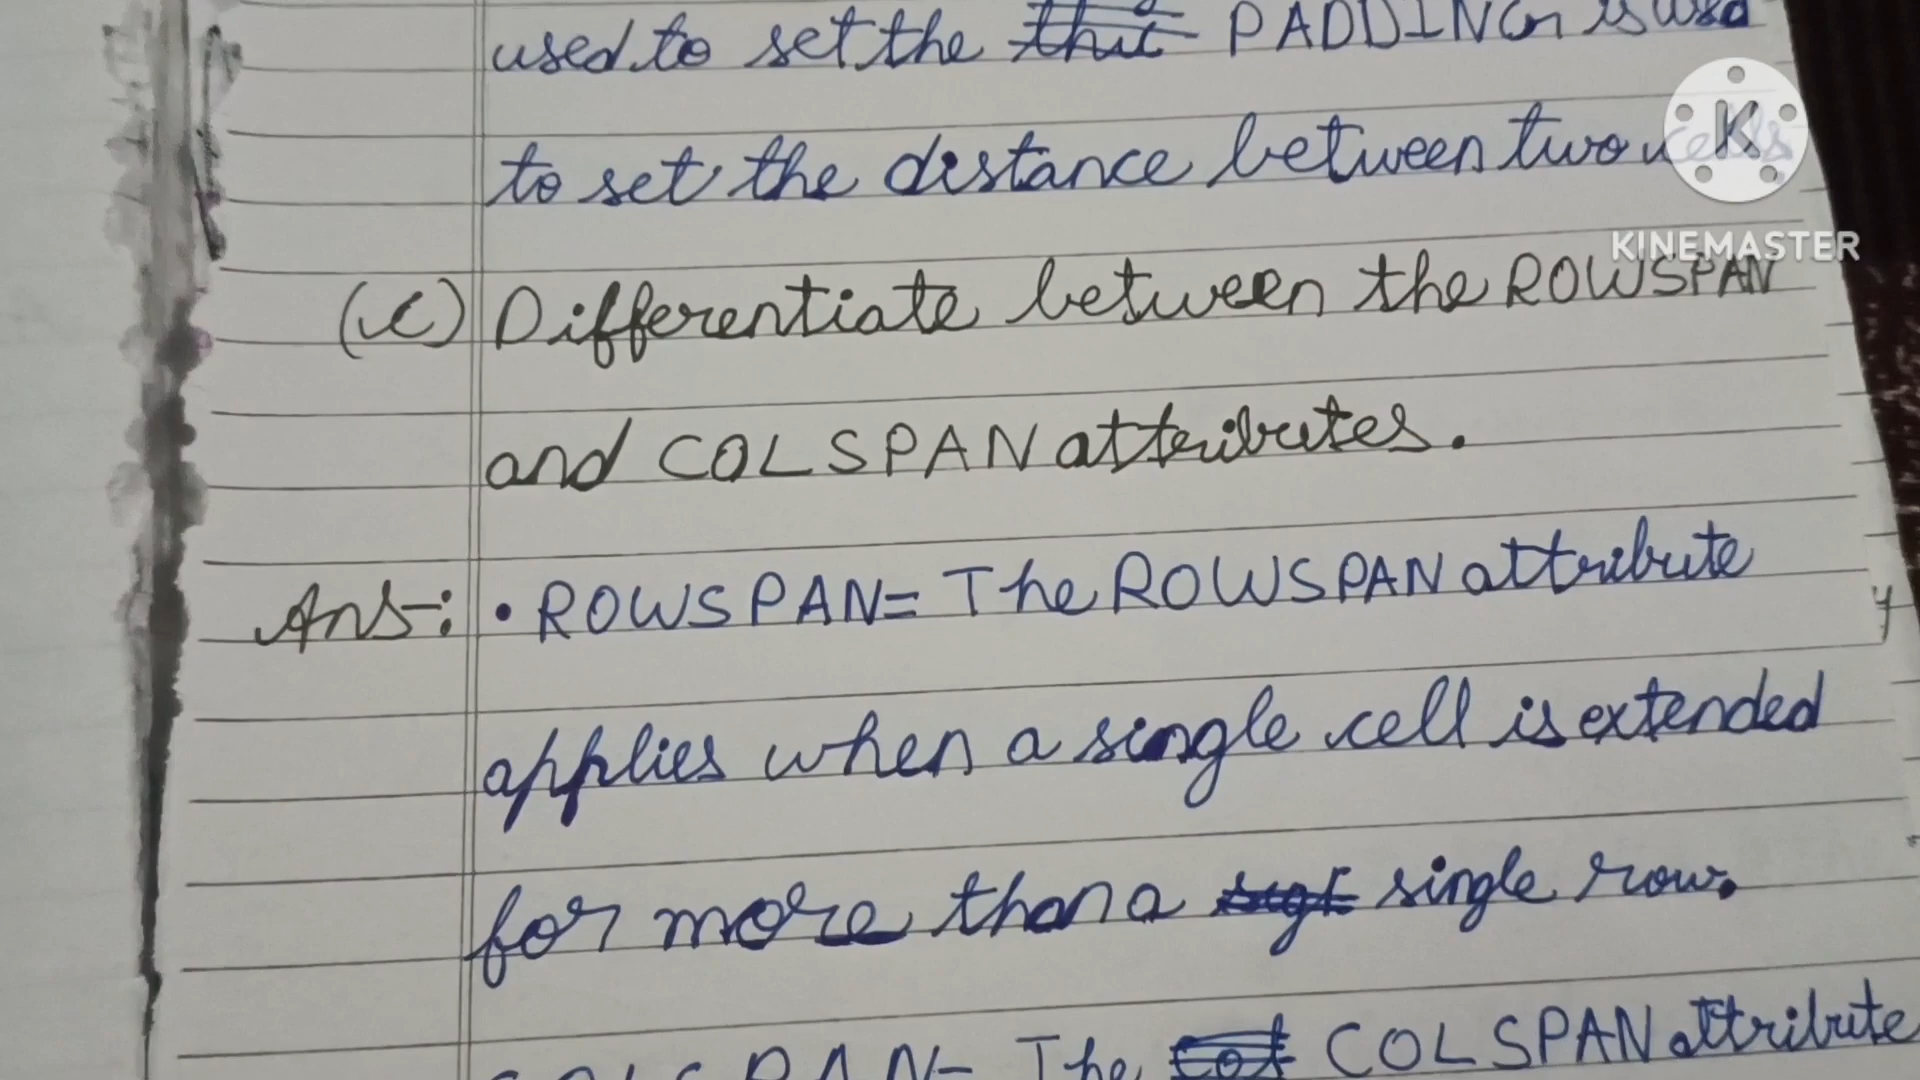 used to set the PADDING is used
to set the distance between two cells.
K
KINEMASTER
(c) Differentiate between the ROWSPAN
and COLSPAN attributes.
Ans-: • ROWSPAN= The ROWSPAN attribute
applies when a single cell is extended
for more than a single row.
COLSPAN- The COLSPAN attribute